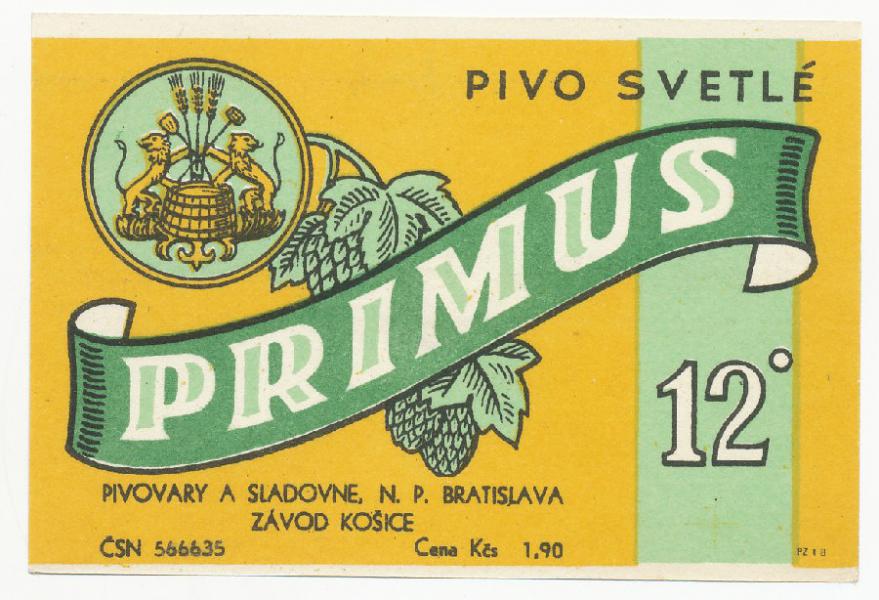 PIVO SVETLÉ
PRIMUS
12°
PIVOVARY A SLADOVNE, N. P. BRATISLAVA
ZÁVOD KOŠICE
ČSN 566635
Cena Kčs 1,90